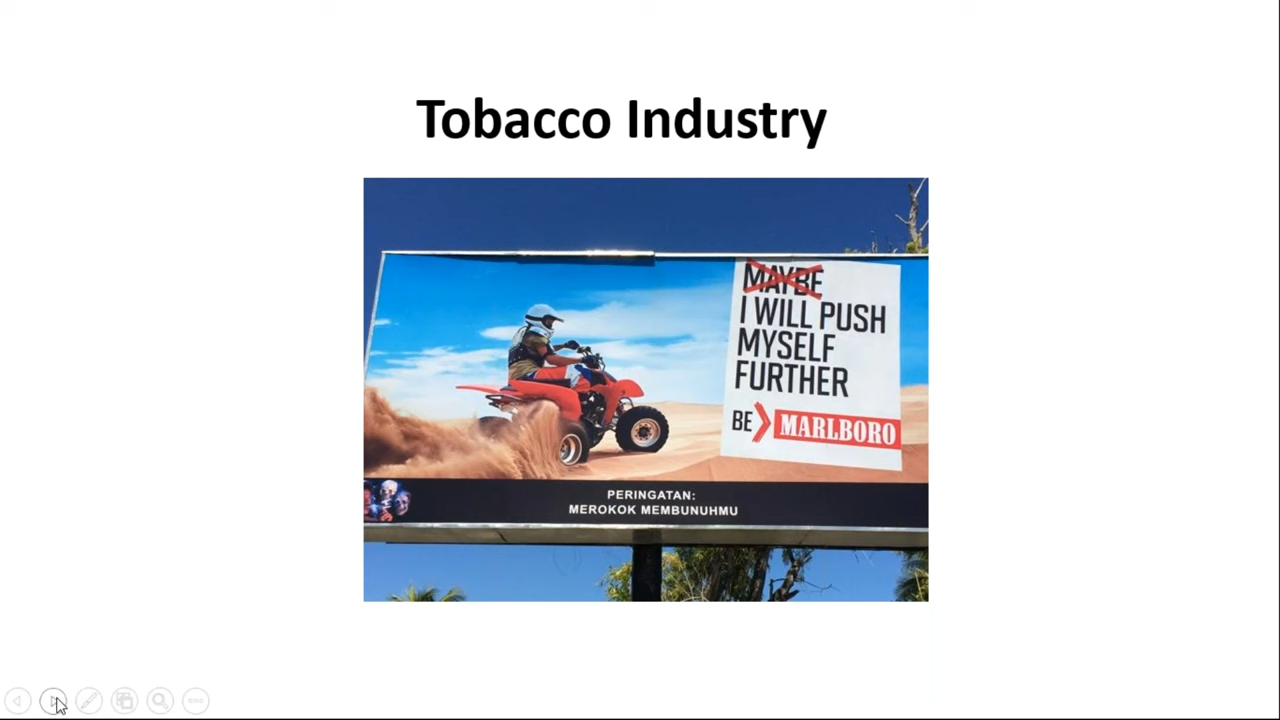 Tobacco Industry
MAYBE
I WILL PUSH
MYSELF
FURTHER
BE MARLBORO
PERINGATAN:
MEROKOK MEMBUNUHMU